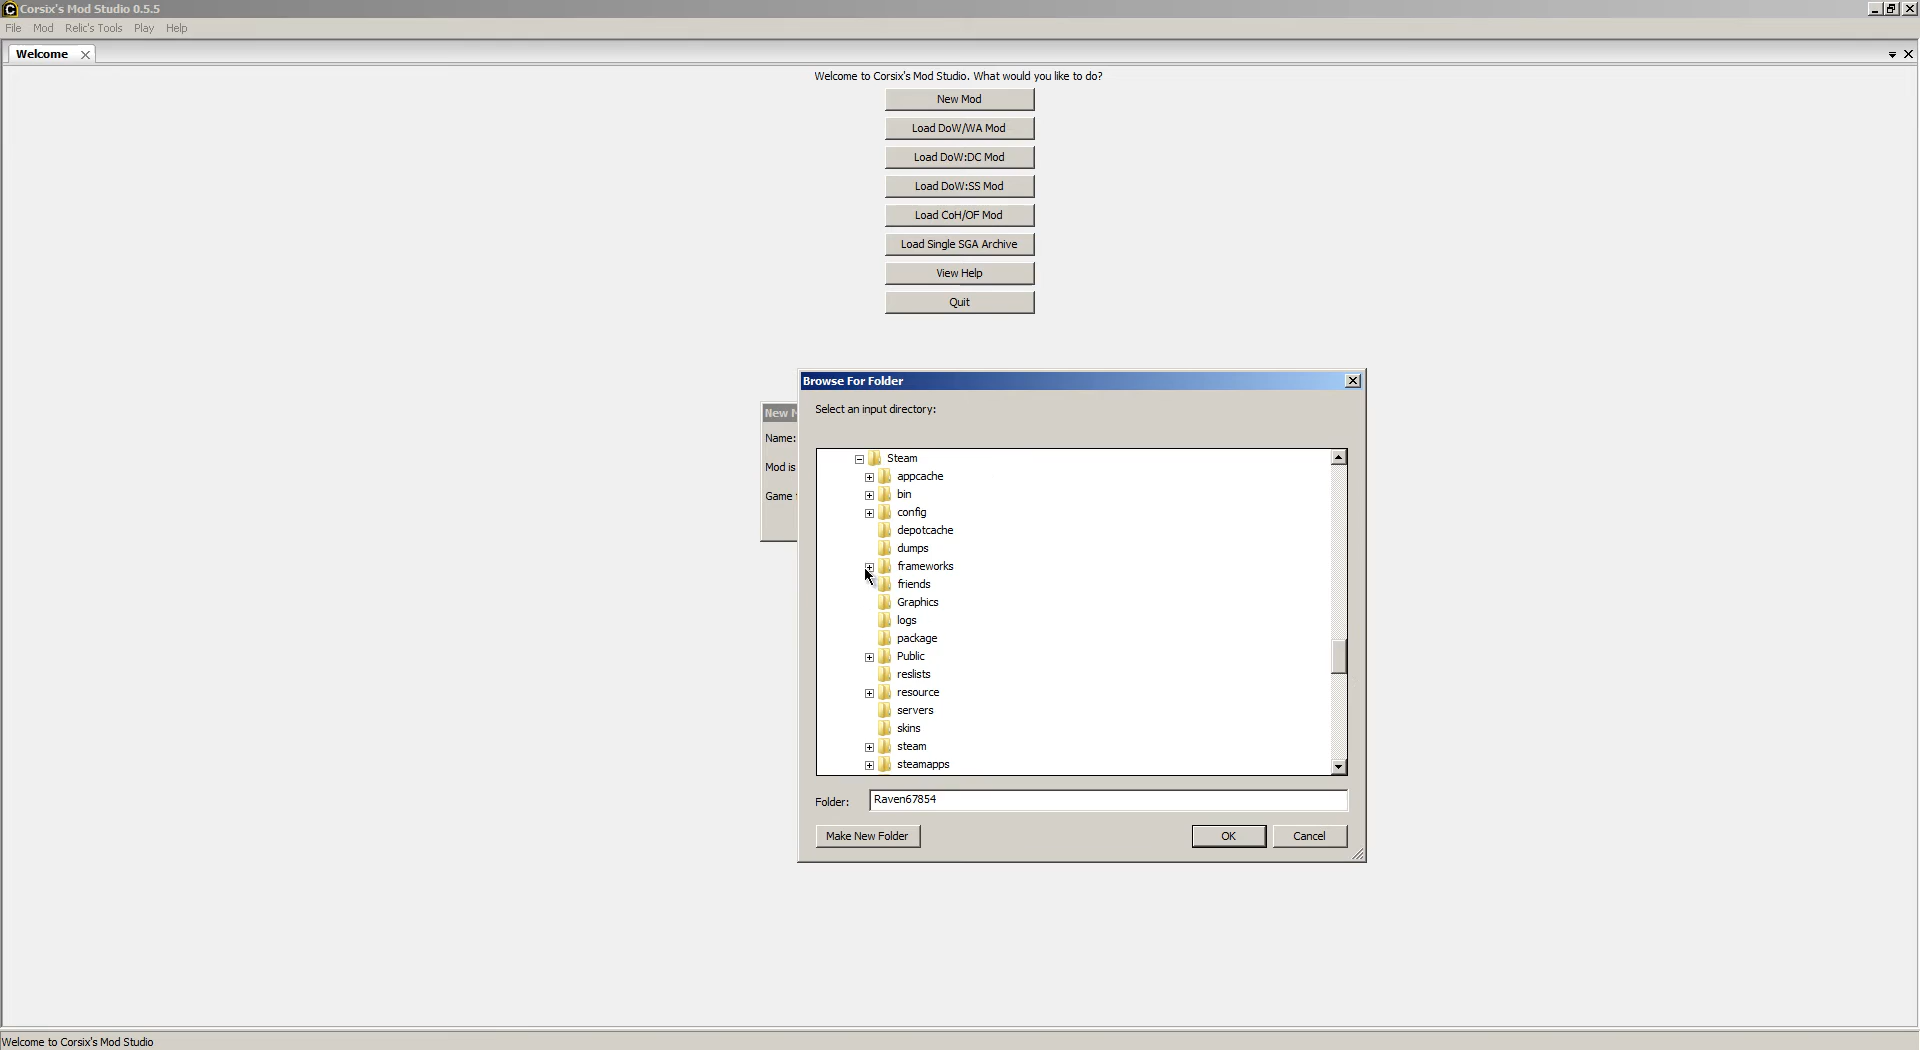 Corsix's Mod Studio 0.5.5
File Mod Relic's Tools Play Help
Welcome
Welcome to Corsix's Mod Studio. What would you like to do?
New Mod
Load DoW/WA Mod
Load DoW:DC Mod
Load DoW:SS Mod
Load CoH/OF Mod
Load Single SGA Archive
View Help
Quit
New
Name:
Mod is
Game
Browse For Folder
Select an input directory:
Steam
appcache
bin
config
depotcache
dumps
frameworks
friends
Graphics
logs
package
Public
reslists
resource
servers
skins
steam
steamapps
Folder: Raven67854
Make New Folder OK Cancel
Welcome to Corsix's Mod Studio